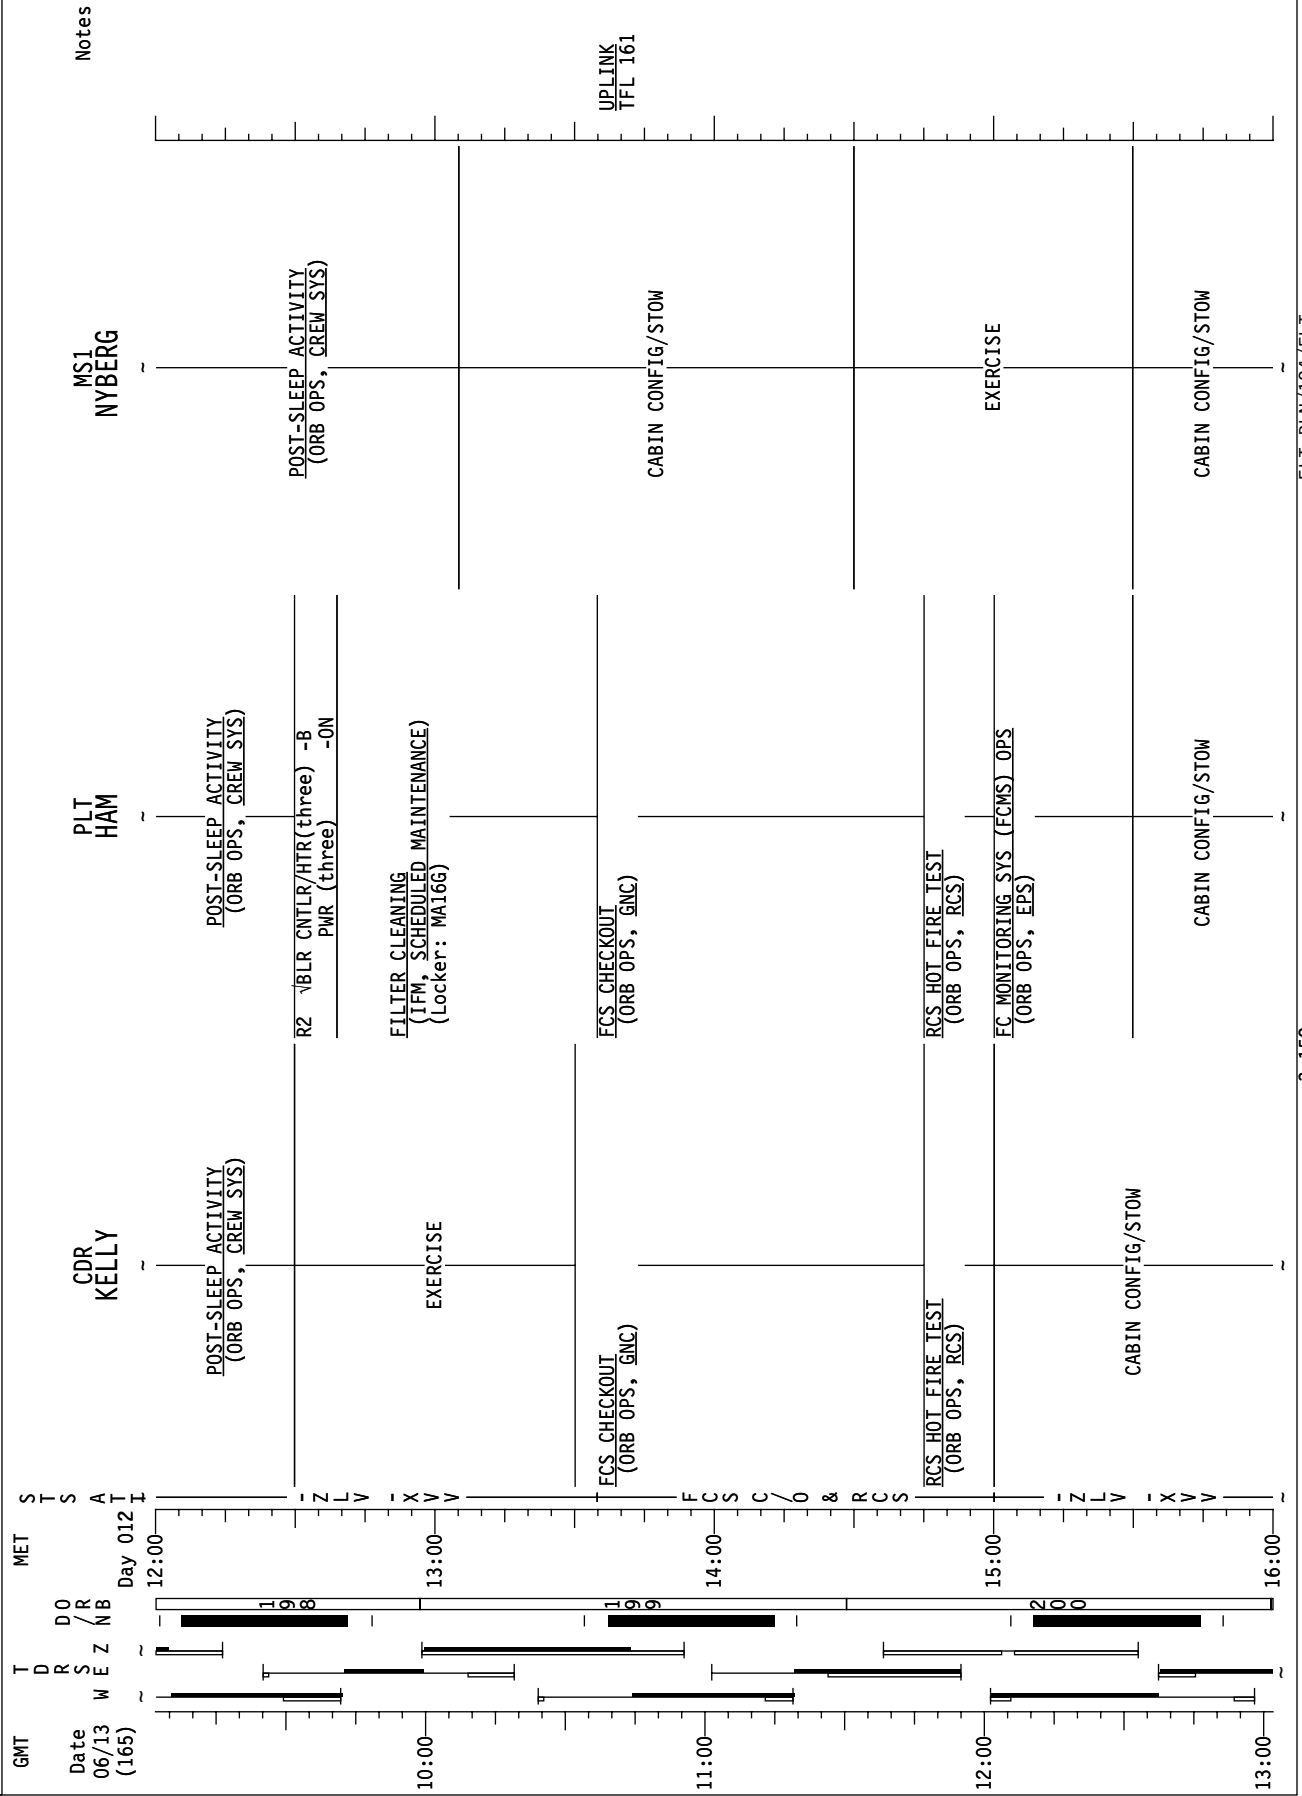 GMT
Date
06/13
(165)
10:00
11:00
12:00
13:00
T
D
R
S
W E Z
D O
/ R
N B
198
199
200
MET
Day 012
12:00
13:00
14:00
15:00
16:00
S
T S
A T T I
-ZLV -XVV
FCS C/O & RCS
-ZLV -XVV
CDR
KELLY
POST-SLEEP ACTIVITY
(ORB OPS, CREW SYS)
EXERCISE
FCS CHECKOUT
(ORB OPS, GNC)
RCS HOT FIRE TEST
(ORB OPS, RCS)
CABIN CONFIG/STOW
PLT
HAM
POST-SLEEP ACTIVITY
(ORB OPS, CREW SYS)
R2 √BLR CNTLR/HTR(three) -B
PWR (three) -ON
FILTER CLEANING
(IFM, SCHEDULED MAINTENANCE)
(Locker: MA16G)
FCS CHECKOUT
(ORB OPS, GNC)
RCS HOT FIRE TEST
(ORB OPS, RCS)
FC MONITORING SYS (FCMS) OPS
(ORB OPS, EPS)
CABIN CONFIG/STOW
MS1
NYBERG
POST-SLEEP ACTIVITY
(ORB OPS, CREW SYS)
CABIN CONFIG/STOW
EXERCISE
CABIN CONFIG/STOW
Notes
UPLINK
TFL 161